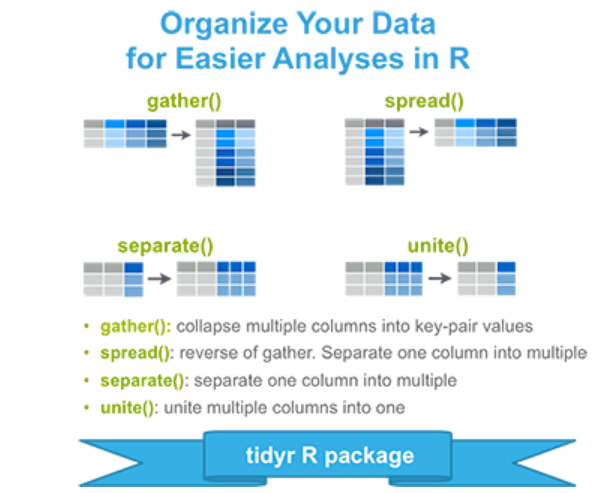 Organize Your Data
for Easier Analyses in R
gather() spread()
separate() unite()
• gather(): collapse multiple columns into key-pair values
• spread(): reverse of gather. Separate one column into multiple
• separate(): separate one column into multiple
• unite(): unite multiple columns into one
tidyr R package